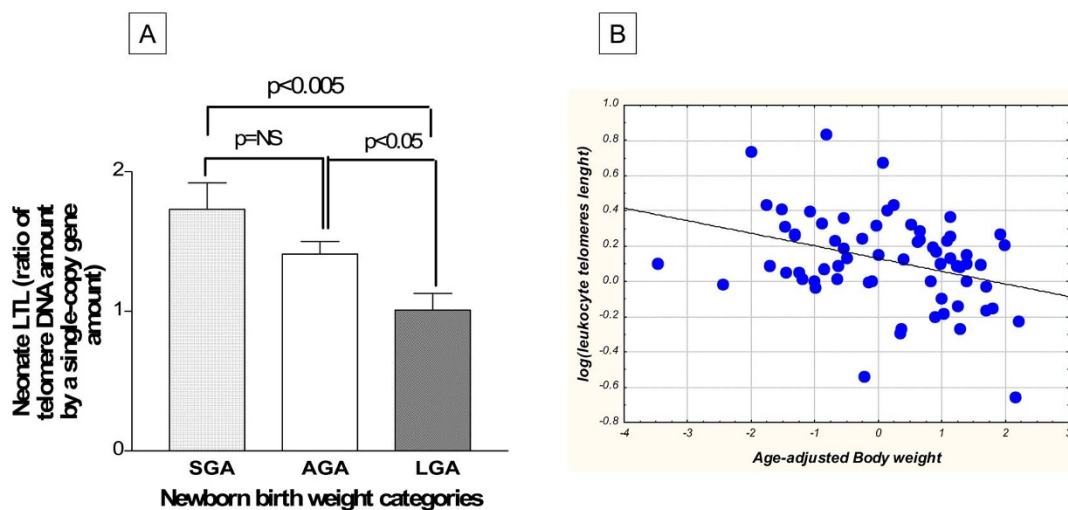 A
p<0.005
p=NS
p<0.05
Neonate LTL (ratio of
telomere DNA amount
by a single-copy gene
amount)
2
1
0
SGA AGA LGA
Newborn birth weight categories
B
log(leukocyte telomeres lenght)
1.0
0.8
0.6
0.4
0.2
0.0
-0.2
-0.4
-0.6
-0.8
-4 -3 -2 -1 0 1 2 3
Age-adjusted Body weight